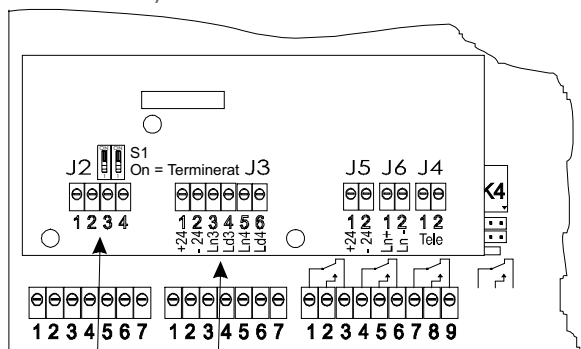 S1
J2 On = Terminerat J3 J5 J6 J4
K4
1 2 3 4 1 2 3 4 5 6 1 2 1 2 1 2
+24 -24 Ln3 Ld3 Ln4 Ld4 +24 -24 Ln+ Ln- Tele
1 2 3 4 5 6 7 1 2 3 4 5 6 7 1 2 3 4 5 6 7 8 9